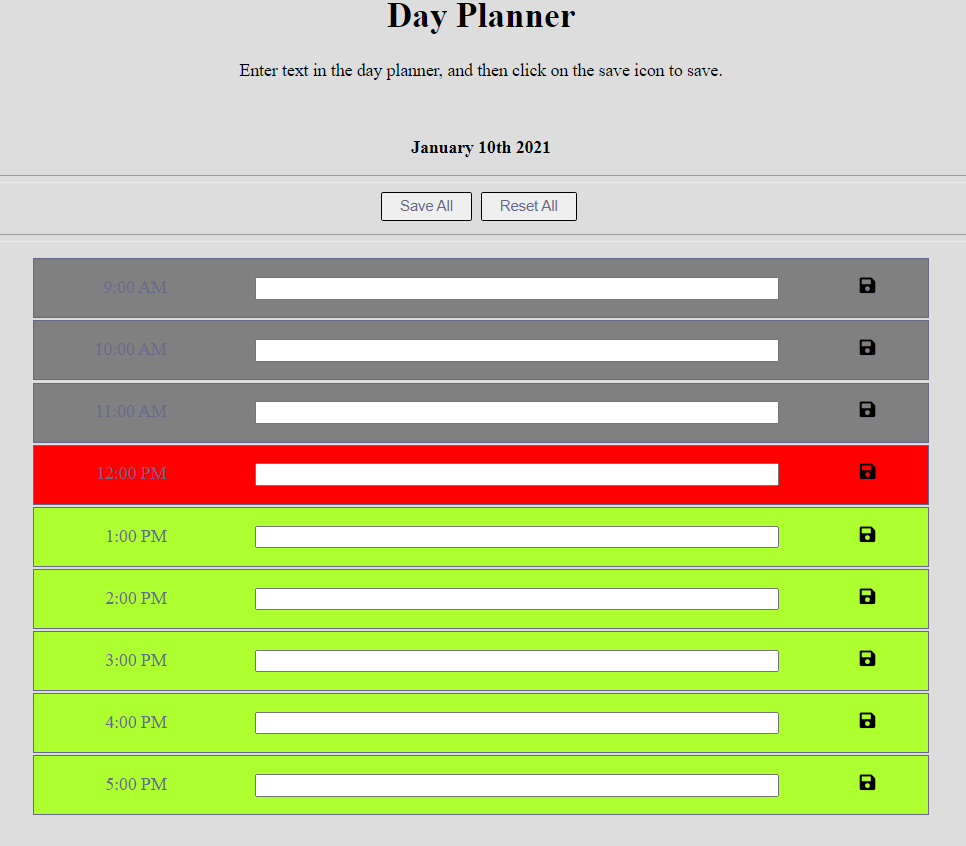 Day Planner
Enter text in the day planner, and then click on the save icon to save.
January 10th 2021
Save All Reset All
9:00 AM
10:00 AM
11:00 AM
12:00 PM
1:00 PM
2:00 PM
3:00 PM
4:00 PM
5:00 PM